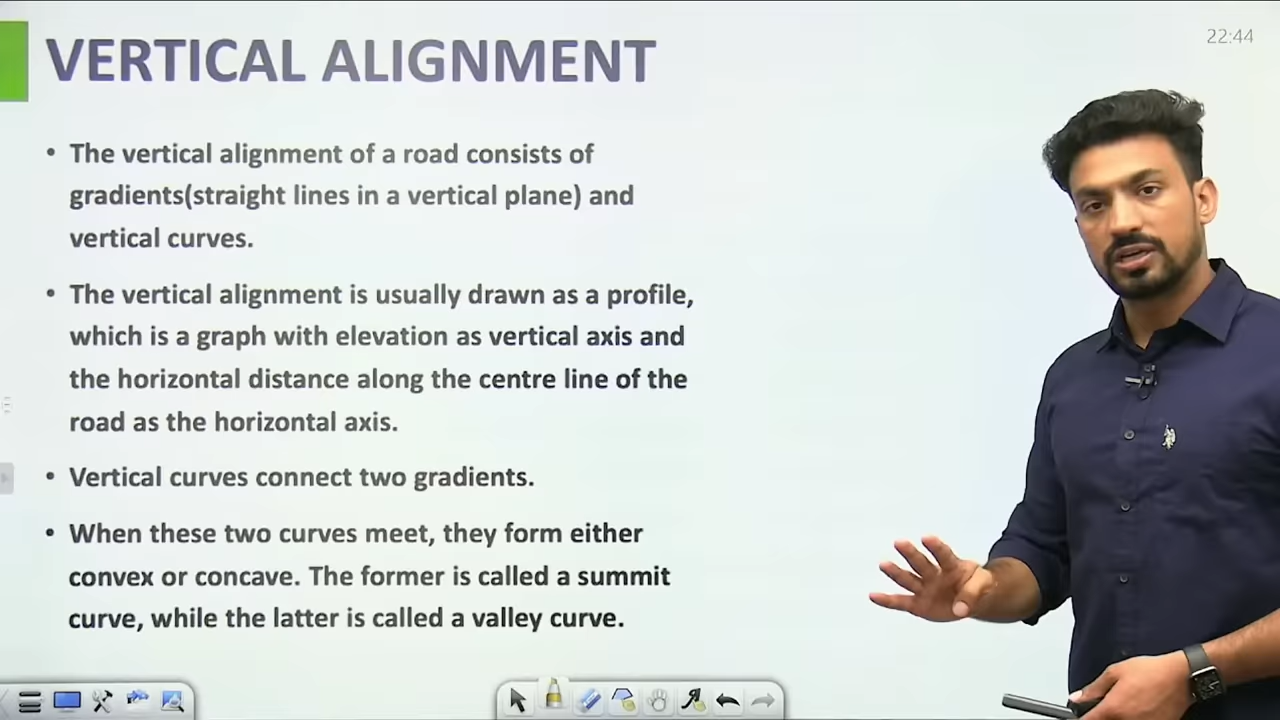 VERTICAL ALIGNMENT
22:44
• The vertical alignment of a road consists of
gradients(straight lines in a vertical plane) and
vertical curves.
• The vertical alignment is usually drawn as a profile,
which is a graph with elevation as vertical axis and
the horizontal distance along the centre line of the
road as the horizontal axis.
• Vertical curves connect two gradients.
• When these two curves meet, they form either
convex or concave. The former is called a summit
curve, while the latter is called a valley curve.